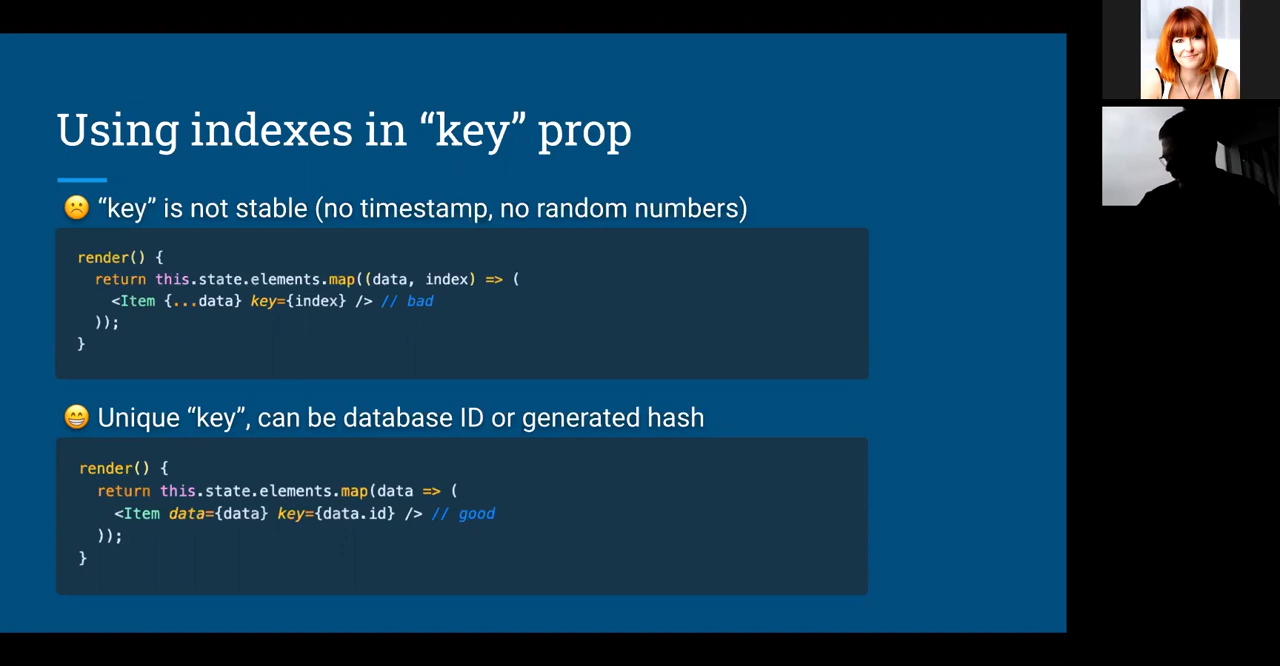 Using indexes in “key” prop
☹️ “key” is not stable (no timestamp, no random numbers)
render() {
  return this.state.elements.map((data, index) => (
    <Item {...data} key={index} /> // bad
  ));
}
😁 Unique “key”, can be database ID or generated hash
render() {
  return this.state.elements.map(data => (
    <Item data={data} key={data.id} /> // good
  ));
}